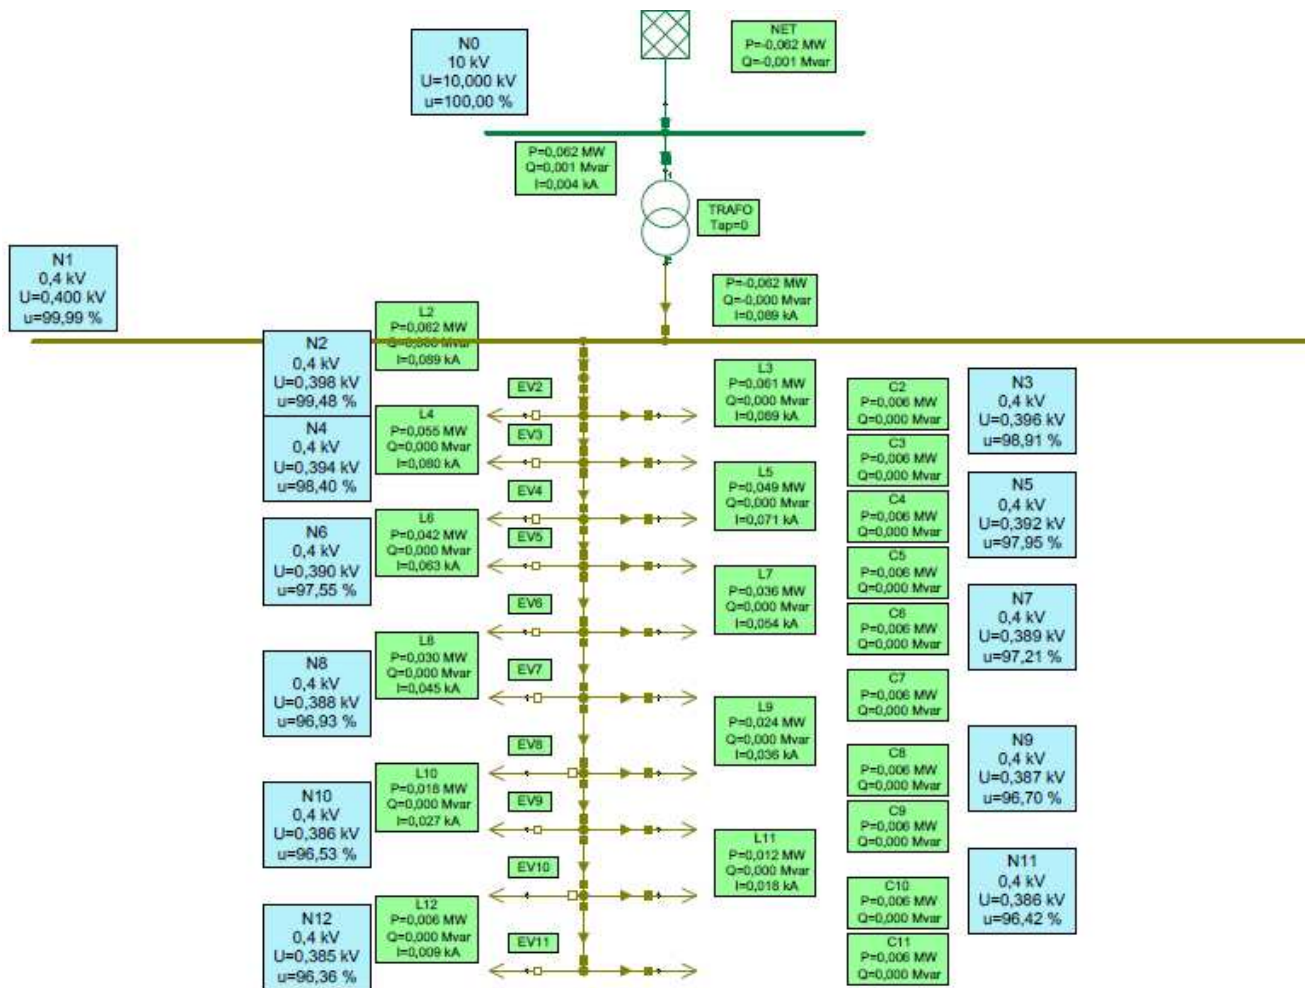 N0
10 kV
U=10,000 kV
u=100,00 %
NET
P=-0,062 MW
Q=-0,001 Mvar
P=0,062 MW
Q=0,001 Mvar
I=0,004 kA
TRAFO
Tap=0
N1
0,4 kV
U=0,400 kV
u=99,99 %
P=-0,062 MW
Q=-0,000 Mvar
I=0,089 kA
L2
P=0,062 MW
I=0,089 kA
N2
0,4 kV
U=0,398 kV
u=99,48 %
EV2
L3
P=0,061 MW
Q=0,000 Mvar
I=0,089 kA
C2
P=0,006 MW
Q=0,000 Mvar
N3
0,4 kV
U=0,396 kV
u=98,91 %
N4
0,4 kV
U=0,394 kV
u=98,40 %
L4
P=0,055 MW
Q=0,000 Mvar
I=0,080 kA
EV3
C3
P=0,006 MW
Q=0,000 Mvar
EV4
L5
P=0,049 MW
Q=0,000 Mvar
I=0,071 kA
C4
P=0,006 MW
Q=0,000 Mvar
N5
0,4 kV
U=0,392 kV
u=97,95 %
N6
0,4 kV
U=0,390 kV
u=97,55 %
L6
P=0,042 MW
Q=0,000 Mvar
I=0,063 kA
EV5
C5
P=0,006 MW
Q=0,000 Mvar
EV6
L7
P=0,036 MW
Q=0,000 Mvar
I=0,054 kA
C6
P=0,006 MW
Q=0,000 Mvar
N7
0,4 kV
U=0,389 kV
u=97,21 %
N8
0,4 kV
U=0,388 kV
u=96,93 %
L8
P=0,030 MW
Q=0,000 Mvar
I=0,045 kA
EV7
C7
P=0,006 MW
Q=0,000 Mvar
EV8
L9
P=0,024 MW
Q=0,000 Mvar
I=0,036 kA
C8
P=0,006 MW
Q=0,000 Mvar
N9
0,4 kV
U=0,387 kV
u=96,70 %
N10
0,4 kV
U=0,386 kV
u=96,53 %
L10
P=0,018 MW
Q=0,000 Mvar
I=0,027 kA
EV9
C9
P=0,006 MW
Q=0,000 Mvar
EV10
L11
P=0,012 MW
Q=0,000 Mvar
I=0,018 kA
C10
P=0,006 MW
Q=0,000 Mvar
N11
0,4 kV
U=0,386 kV
u=96,42 %
N12
0,4 kV
U=0,385 kV
u=96,36 %
L12
P=0,006 MW
Q=0,000 Mvar
I=0,009 kA
EV11
C11
P=0,006 MW
Q=0,000 Mvar